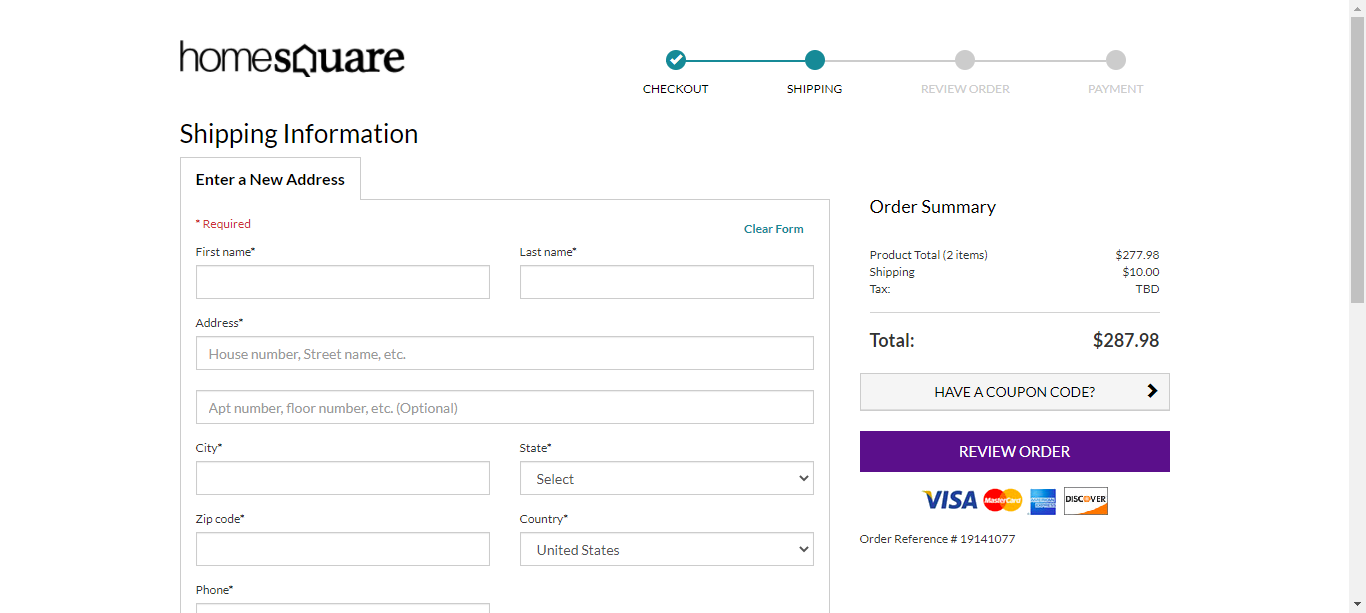 homesquare
CHECKOUT SHIPPING REVIEW ORDER PAYMENT
Shipping Information
Enter a New Address
* Required
Clear Form
First name* Last name*
Address*
House number, Street name, etc.
Apt number, floor number, etc. (Optional)
City* State*
Select
Zip code* Country*
United States
Phone*
Order Summary
Product Total (2 items) $277.98
Shipping $10.00
Tax: TBD
Total: $287.98
HAVE A COUPON CODE?
REVIEW ORDER
VISA MasterCard AMERICAN EXPRESS DISCOVER
Order Reference # 19141077